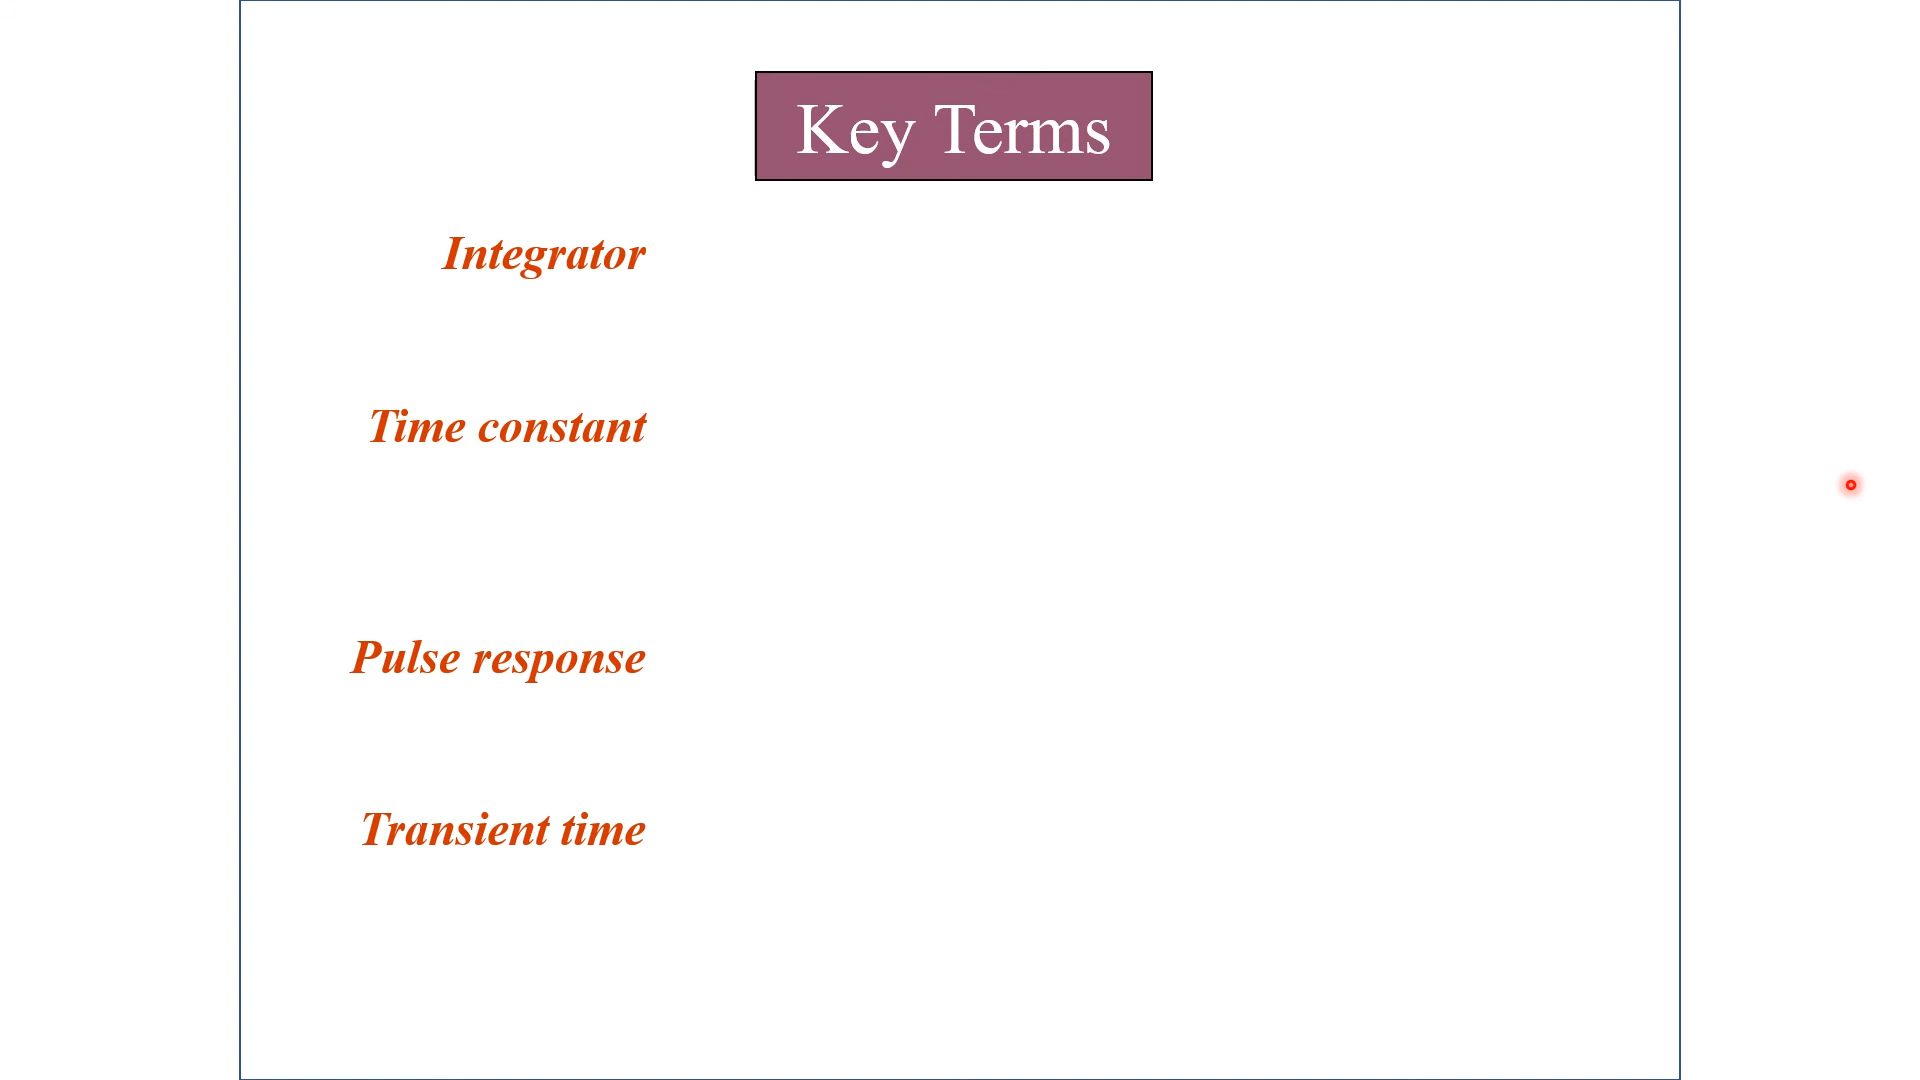 Key Terms
Integrator
Time constant
Pulse response
Transient time